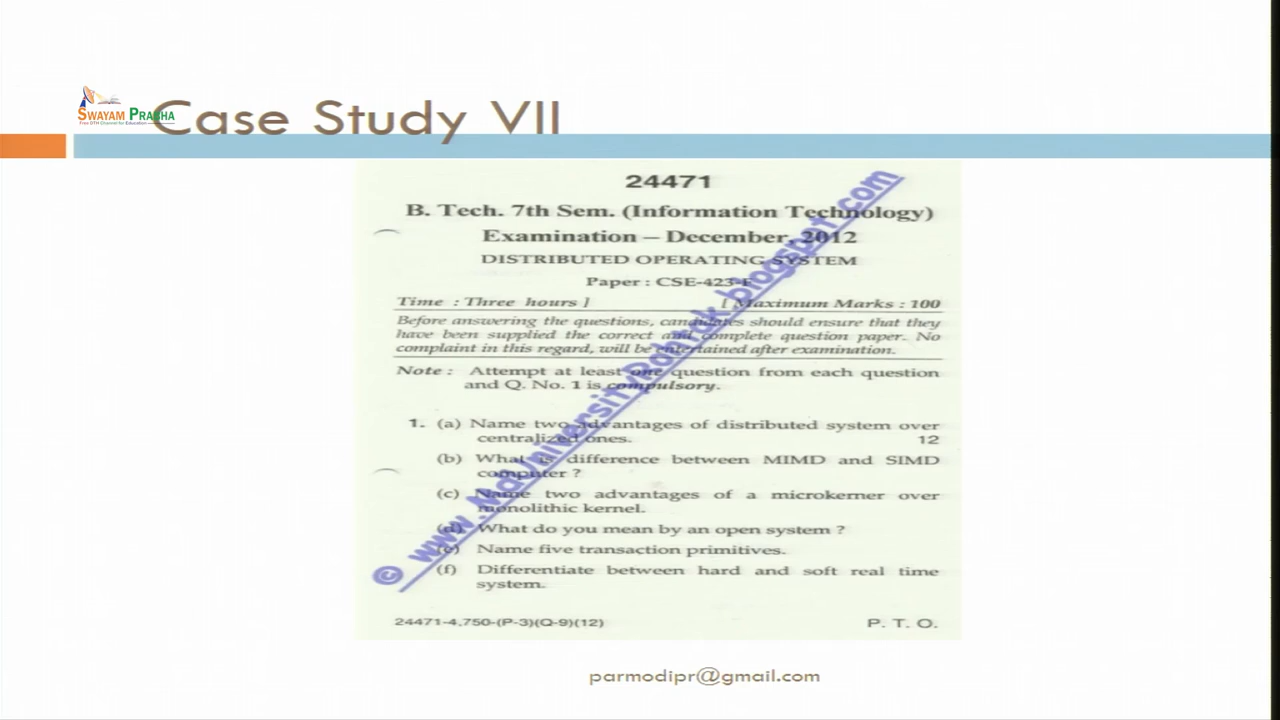 SWAYAM PRABHA
Free DTH Channel for Education
Case Study VII
24471
B. Tech. 7th Sem. (Information Technology)
Examination – December, 2012
DISTRIBUTED OPERATING SYSTEM
Paper : CSE-423-F
Time : Three hours ] [ Maximum Marks : 100
Before answering the questions, candidates should ensure that they
have been supplied the correct and complete question paper. No
complaint in this regard, will be entertained after examination.
Note : Attempt at least one question from each question
and Q. No. 1 is compulsory.
1. (a) Name two advantages of distributed system over
centralized ones. 12
(b) What is difference between MIMD and SIMD
computer ?
(c) Name two advantages of a microkerner over
monolithic kernel.
(d) What do you mean by an open system ?
(e) Name five transaction primitives.
(f) Differentiate between hard and soft real time
system.
24471-4,750-(P-3)(Q-9)(12) P. T. O.
parmodipr@gmail.com